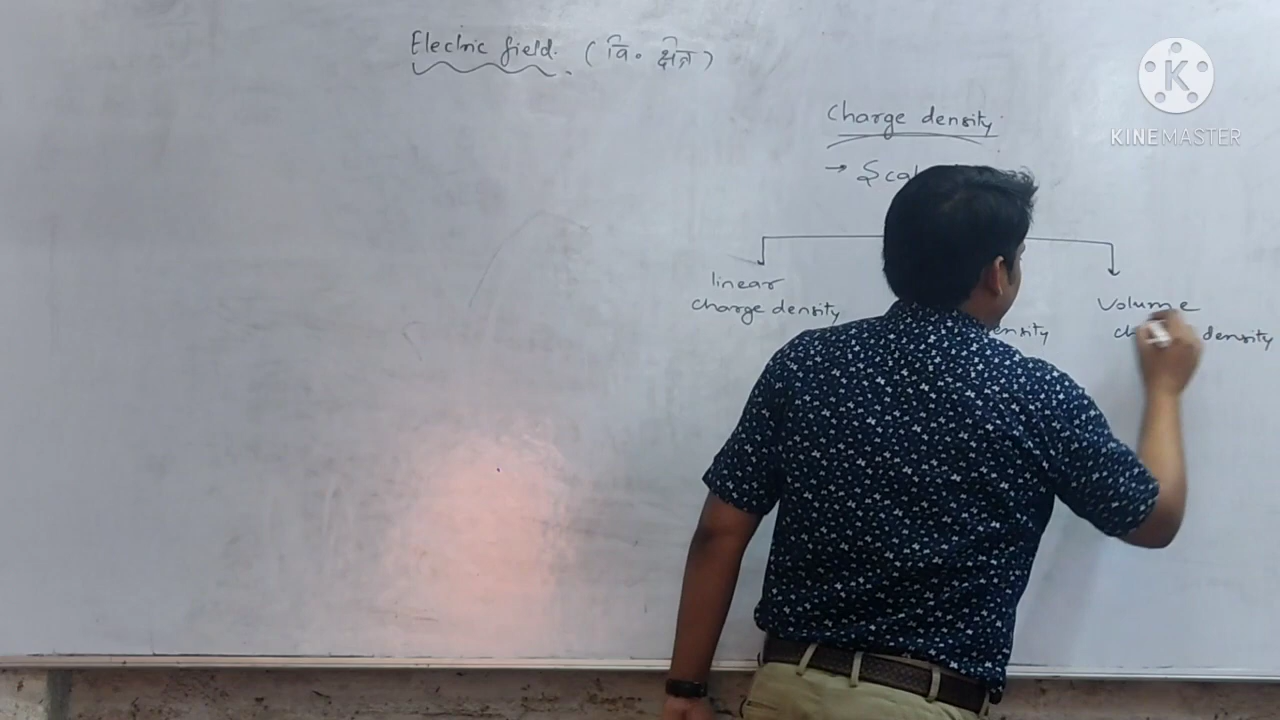 Electric field. (वि० क्षेत्र)
Charge density
KINEMASTER
linear
charge density
Volume
density